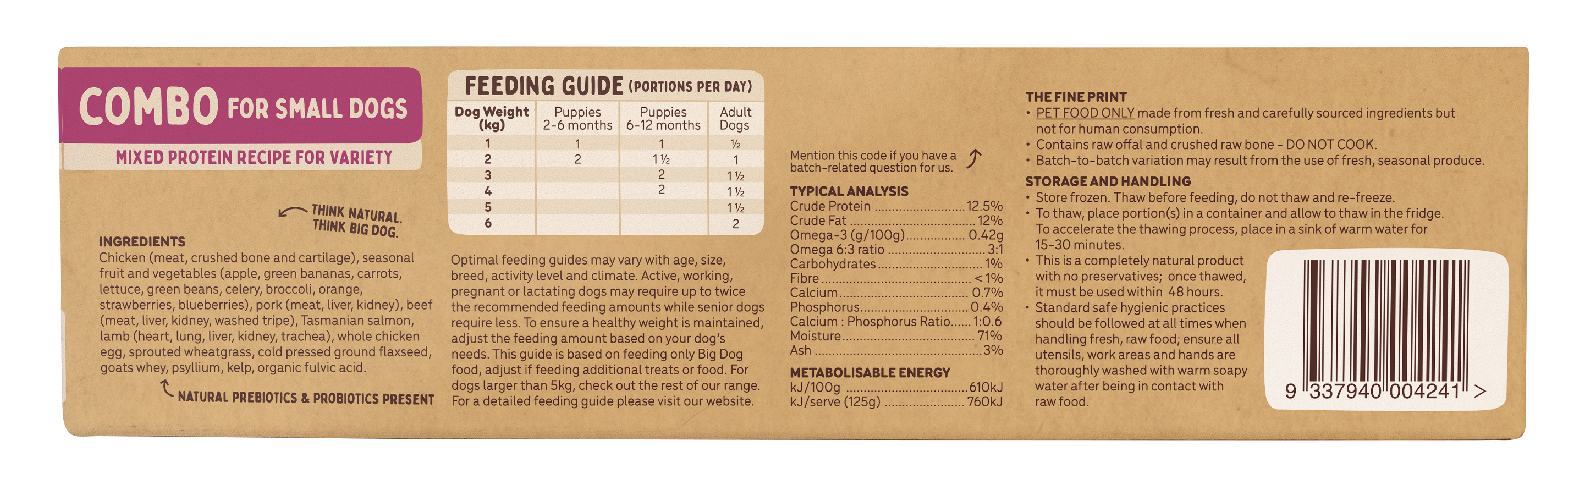 COMBO FOR SMALL DOGS
MIXED PROTEIN RECIPE FOR VARIETY
THINK NATURAL.
THINK BIG DOG.
INGREDIENTS
Chicken (meat, crushed bone and cartilage), seasonal
fruit and vegetables (apple, green bananas, carrots,
lettuce, green beans, celery, broccoli, orange,
strawberries, blueberries), pork (meat, liver, kidney), beef
(meat, liver, kidney, washed tripe), Tasmanian salmon,
lamb (heart, lung, liver, kidney, trachea), whole chicken
egg, sprouted wheatgrass, cold pressed ground flaxseed,
goats whey, psyllium, kelp, organic fulvic acid.
NATURAL PREBIOTICS & PROBIOTICS PRESENT
FEEDING GUIDE (PORTIONS PER DAY)
Dog Weight (kg) Puppies 2-6 months Puppies 6-12 months Adult Dogs
1 1 1 ½
2 2 1½ 1
3 2 1½
4 2 1½
5 1½
6 2
Optimal feeding guides may vary with age, size,
breed, activity level and climate. Active, working,
pregnant or lactating dogs may require up to twice
the recommended feeding amounts while senior dogs
require less. To ensure a healthy weight is maintained,
adjust the feeding amount based on your dog's
needs. This guide is based on feeding only Big Dog
food, adjust if feeding additional treats or food. For
dogs larger than 5kg, check out the rest of our range.
For a detailed feeding guide please visit our website.
Mention this code if you have a
batch-related question for us.
TYPICAL ANALYSIS
Crude Protein ............................ 12.5%
Crude Fat ...................................... 12%
Omega-3 (g/100g).................. 0.42g
Omega 6:3 ratio ............................. 3:1
Carbohydrates................................ 1%
Fibre .............................................. < 1%
Calcium........................................ 0.7%
Phosphorus.................................. 0.4%
Calcium : Phosphorus Ratio...... 1:0.6
Moisture........................................ 71%
Ash ................................................. 3%
METABOLISABLE ENERGY
kJ/100g .................................... 610kJ
kJ/serve (125g) ........................ 760kJ
THE FINE PRINT
• PET FOOD ONLY made from fresh and carefully sourced ingredients but
not for human consumption.
• Contains raw offal and crushed raw bone - DO NOT COOK.
• Batch-to-batch variation may result from the use of fresh, seasonal produce.
STORAGE AND HANDLING
• Store frozen. Thaw before feeding, do not thaw and re-freeze.
• To thaw, place portion(s) in a container and allow to thaw in the fridge.
To accelerate the thawing process, place in a sink of warm water for
15-30 minutes.
• This is a completely natural product
with no preservatives; once thawed,
it must be used within 48 hours.
• Standard safe hygienic practices
should be followed at all times when
handling fresh, raw food; ensure all
utensils, work areas and hands are
thoroughly washed with warm soapy
water after being in contact with
raw food.
9 337940 004241 >